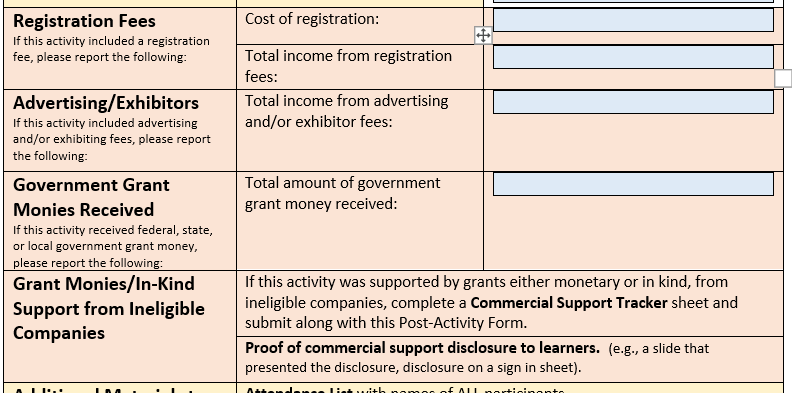 Registration Fees
If this activity included a registration
fee, please report the following:
Cost of registration:
Total income from registration
fees:
Advertising/Exhibitors
If this activity included advertising
and/or exhibiting fees, please report
the following:
Total income from advertising
and/or exhibitor fees:
Government Grant
Monies Received
If this activity received federal, state,
or local government grant money,
please report the following:
Total amount of government
grant money received:
Grant Monies/In-Kind
Support from Ineligible
Companies
If this activity was supported by grants either monetary or in kind, from
ineligible companies, complete a Commercial Support Tracker sheet and
submit along with this Post-Activity Form.
Proof of commercial support disclosure to learners. (e.g., a slide that
presented the disclosure, disclosure on a sign in sheet).
Additional Materials to
Attendance List with names of ALL participants